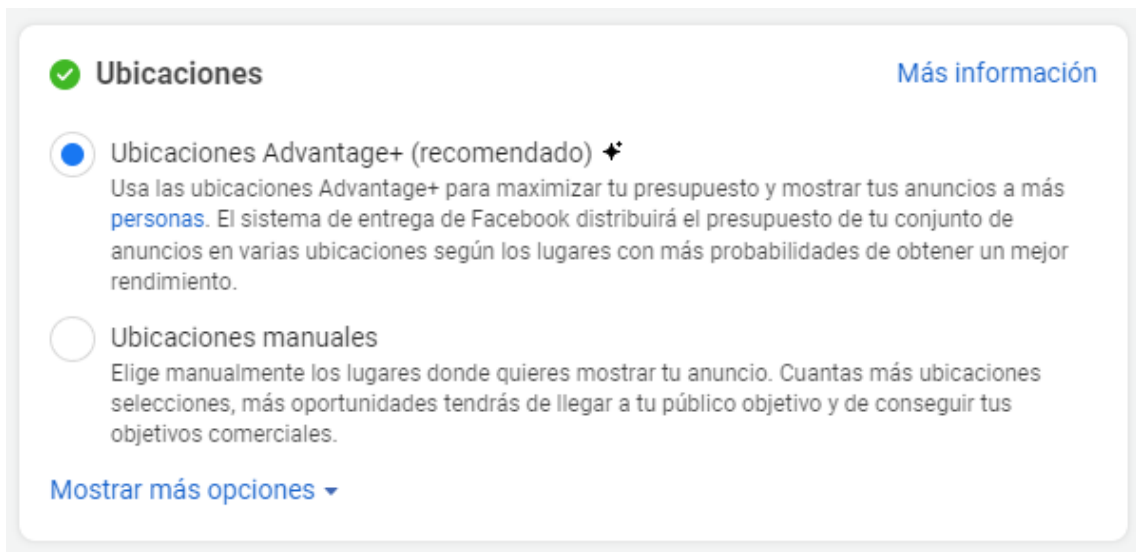 Ubicaciones
Más información
Ubicaciones Advantage+ (recomendado)
Usa las ubicaciones Advantage+ para maximizar tu presupuesto y mostrar tus anuncios a más
personas. El sistema de entrega de Facebook distribuirá el presupuesto de tu conjunto de
anuncios en varias ubicaciones según los lugares con más probabilidades de obtener un mejor
rendimiento.
Ubicaciones manuales
Elige manualmente los lugares donde quieres mostrar tu anuncio. Cuantas más ubicaciones
selecciones, más oportunidades tendrás de llegar a tu público objetivo y de conseguir tus
objetivos comerciales.
Mostrar más opciones